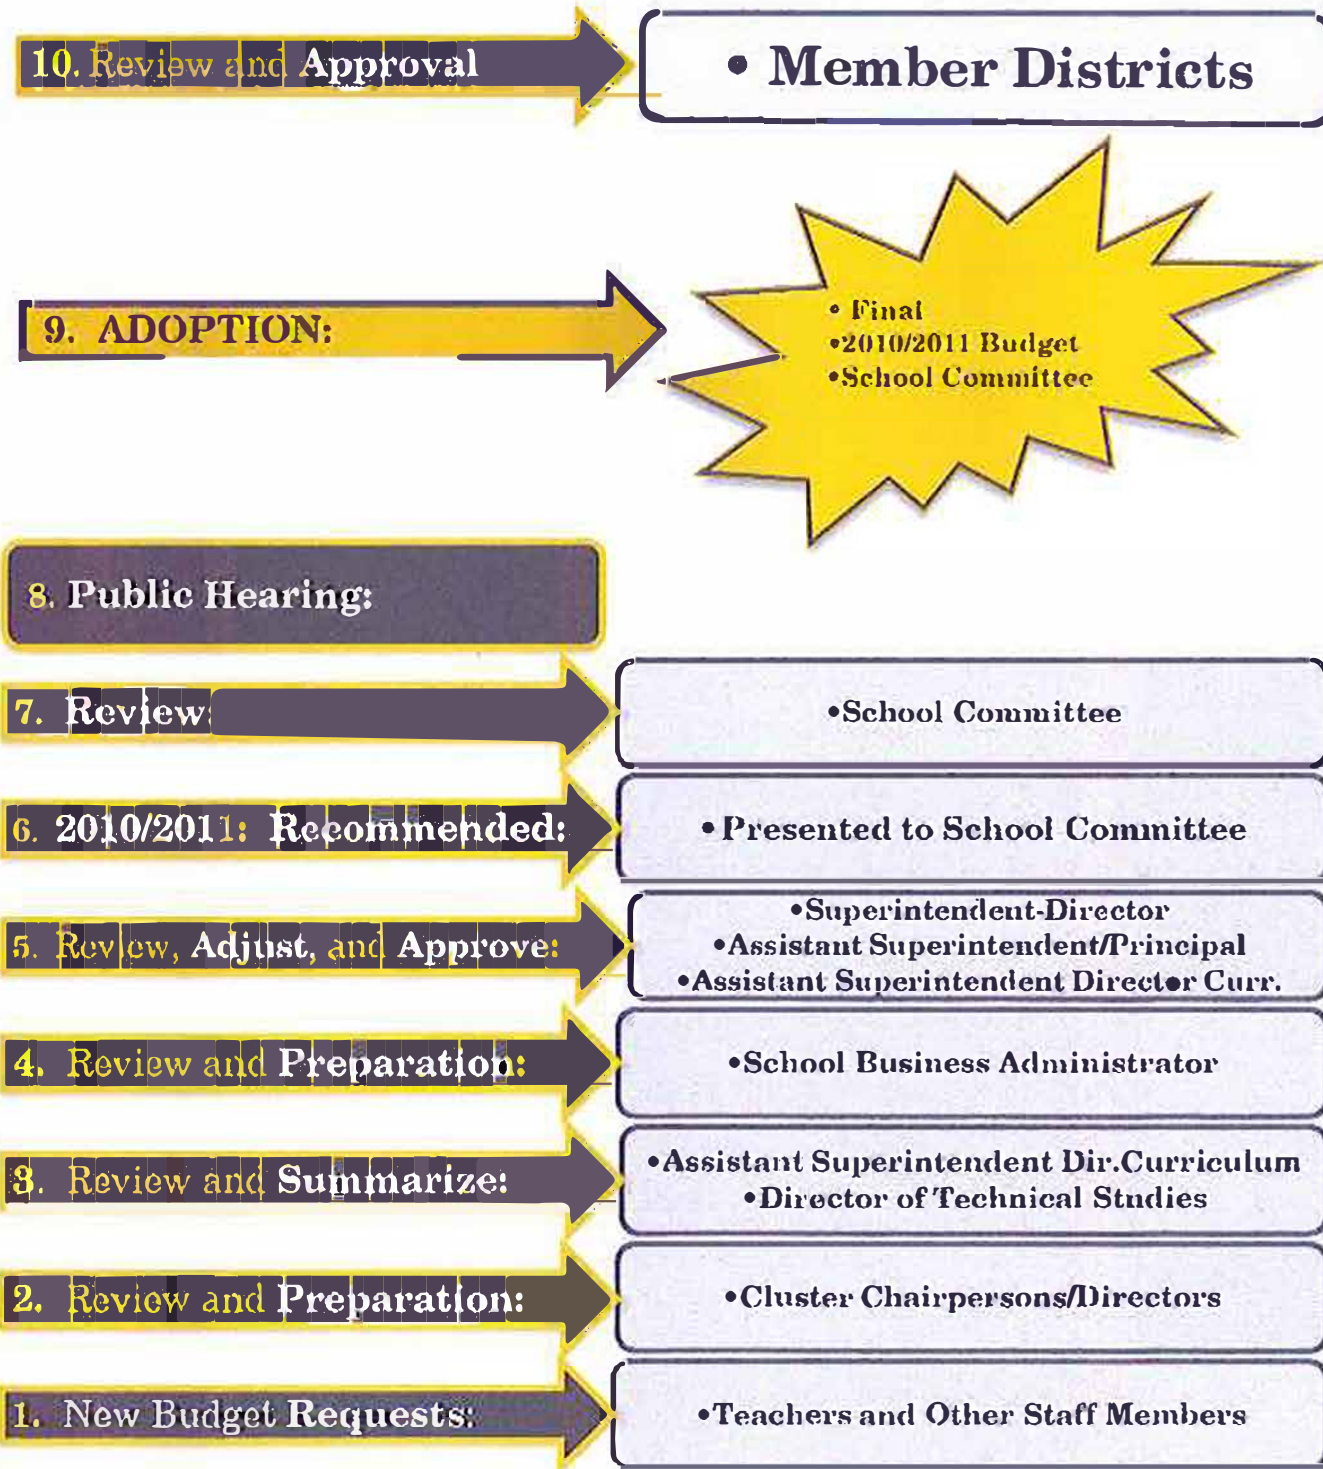 10. Review and Approval
• Member Districts
9. ADOPTION:
• Final
•2010/2011 Budget
•School Committee
8. Public Hearing:
7. Review:
•School Committee
6. 2010/2011: Recommended:
• Presented to School Committee
5. Review, Adjust, and Approve:
•Superintendent-Director
•Assistant Superintendent/Principal
•Assistant Superintendent Director Curr.
4. Review and Preparation:
•School Business Administrator
3. Review and Summarize:
•Assistant Superintendent Dir.Curriculum
•Director of Technical Studies
2. Review and Preparation:
•Cluster Chairpersons/Directors
1. New Budget Requests:
•Teachers and Other Staff Members